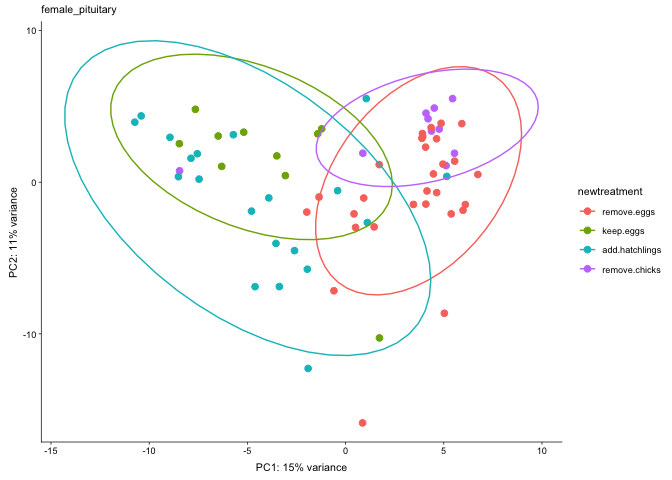 female_pituitary
10
0
-10
PC2: 11% variance
-15
-10
-5
0
5
10
PC1: 15% variance
newtreatment
remove.eggs
keep.eggs
add.hatchlings
remove.chicks